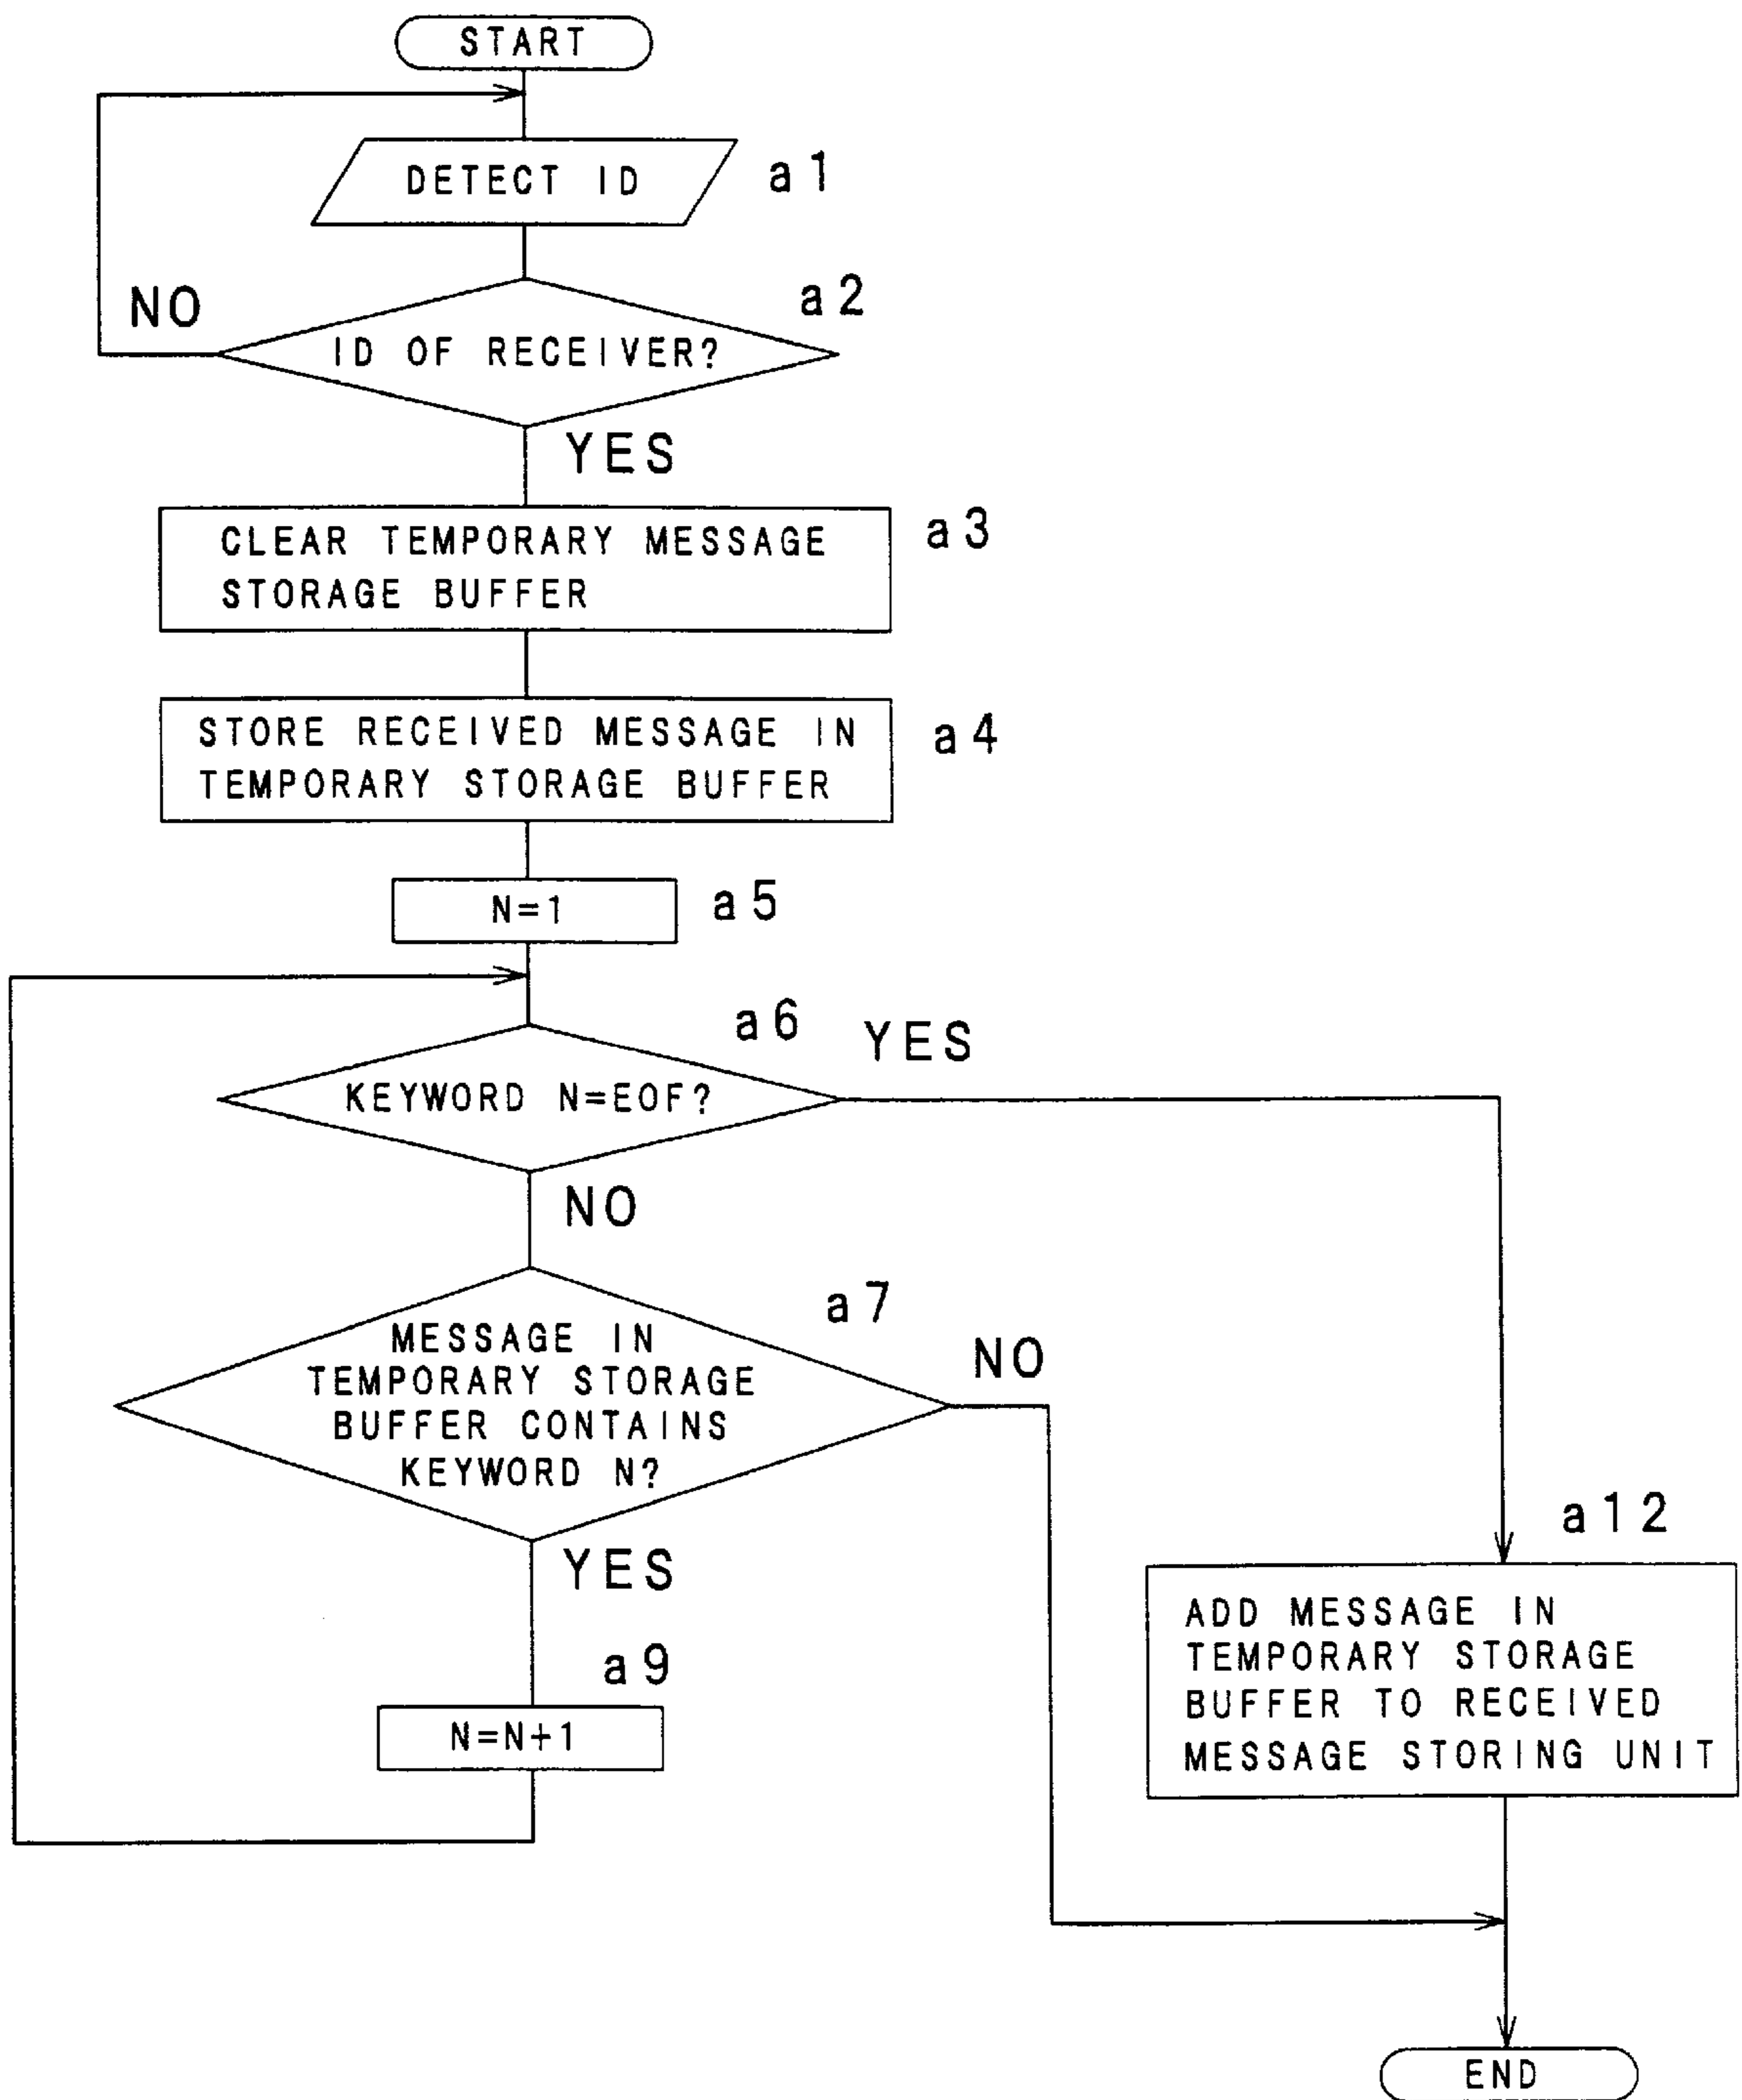 START
DETECT ID
a1
a2
NO
ID OF RECEIVER?
YES
CLEAR TEMPORARY MESSAGE
STORAGE BUFFER
a3
STORE RECEIVED MESSAGE IN
TEMPORARY STORAGE BUFFER
a4
N=1
a5
a6
YES
KEYWORD N=EOF?
NO
a7
MESSAGE IN
TEMPORARY STORAGE
BUFFER CONTAINS
KEYWORD N?
NO
YES
a9
N=N+1
a12
ADD MESSAGE IN
TEMPORARY STORAGE
BUFFER TO RECEIVED
MESSAGE STORING UNIT
END